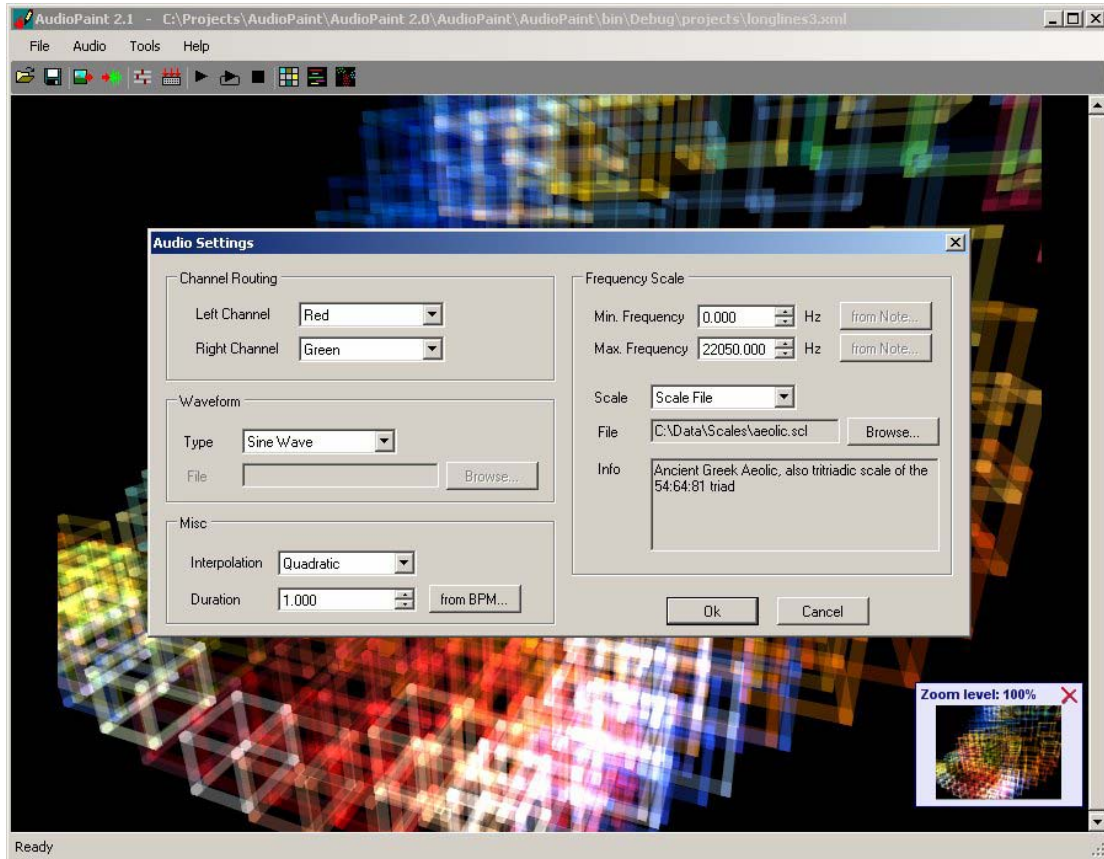 AudioPaint 2.1 - C:\Projects\AudioPaint\AudioPaint 2.0\AudioPaint\AudioPaint\bin\Debug\projects\longlines3.xml
File Audio Tools Help
Audio Settings
Channel Routing
Left Channel Red
Right Channel Green
Waveform
Type Sine Wave
File Browse...
Misc
Interpolation Quadratic
Duration 1.000 from BPM...
Frequency Scale
Min. Frequency 0.000 Hz from Note...
Max. Frequency 22050.000 Hz from Note...
Scale Scale File
File C:\Data\Scales\aeolic.scl Browse...
Info Ancient Greek Aeolic, also tritriadic scale of the
54:64:81 triad
Ok Cancel
Zoom level: 100%
Ready